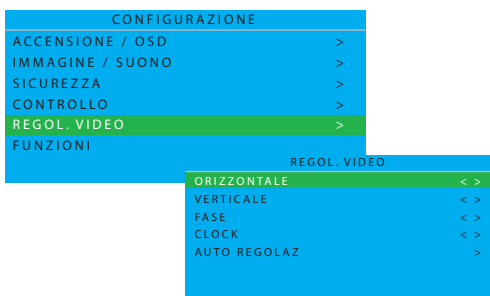 CONFIGURAZIONE
ACCENSIONE / OSD >
IMMAGINE / SUONO >
SICUREZZA >
CONTROLLO >
REGOL. VIDEO >
FUNZIONI
REGOL. VIDEO
ORIZZONTALE < >
VERTICALE < >
FASE < >
CLOCK < >
AUTO REGOLAZ >